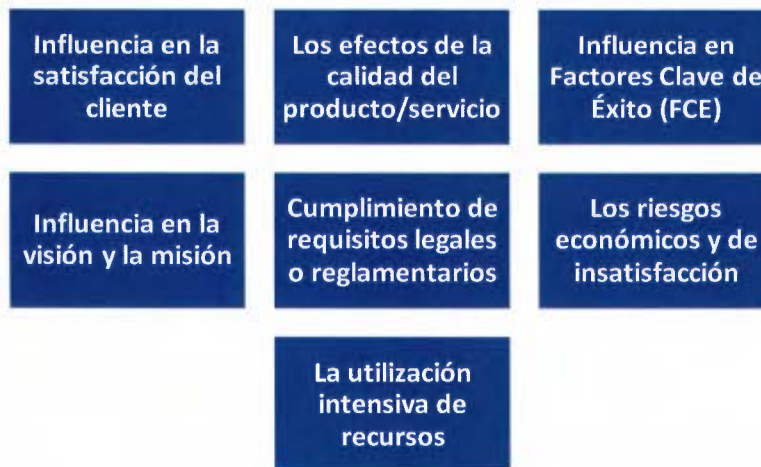 Influencia en la
satisfacción del
cliente
Los efectos de la
calidad del
producto/servicio
Influencia en
Factores Clave de
Éxito (FCE)
Influencia en la
visión y la misión
Cumplimiento de
requisitos legales
o reglamentarios
Los riesgos
económicos y de
insatisfacción
La utilización
intensiva de
recursos